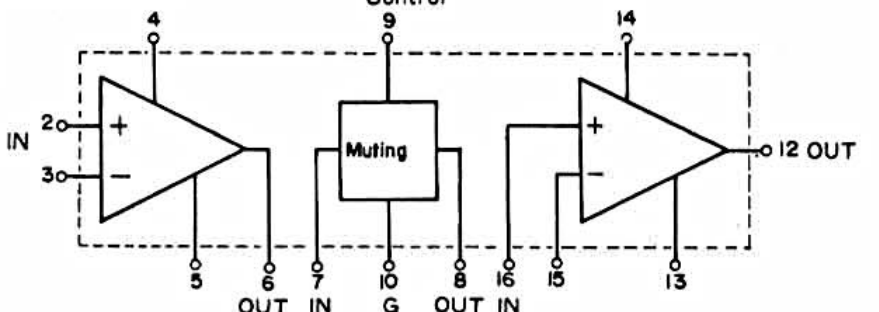 Control
4 9 14
IN 2 + Muting + 12 OUT
3 − −
5 6 7 10 8 16 15 13
OUT IN G OUT IN